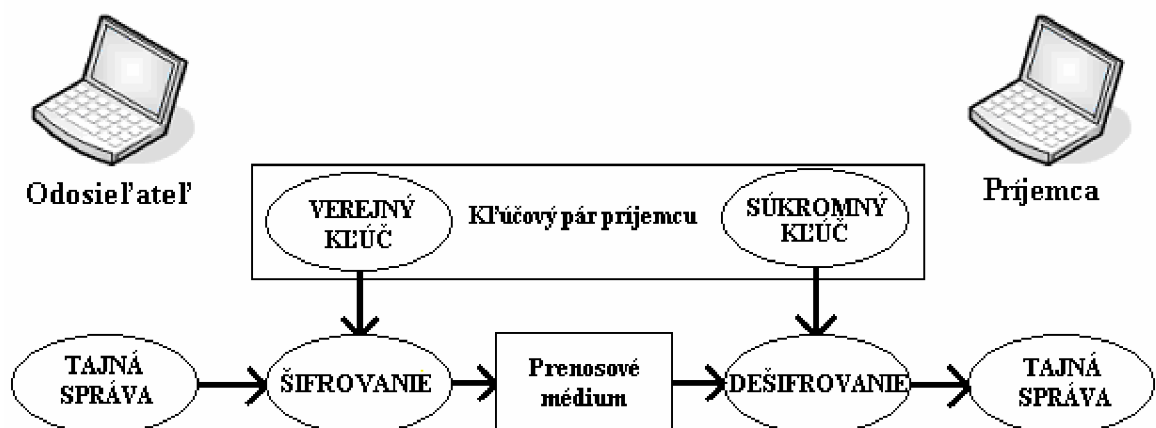 Odosieľateľ
Príjemca
VEREJNÝ
KĽÚČ
Kľúčový pár príjemcu
SÚKROMNÝ
KĽÚČ
TAJNÁ
SPRÁVA
ŠIFROVANIE
Prenosové
médium
DEŠIFROVANIE
TAJNÁ
SPRÁVA